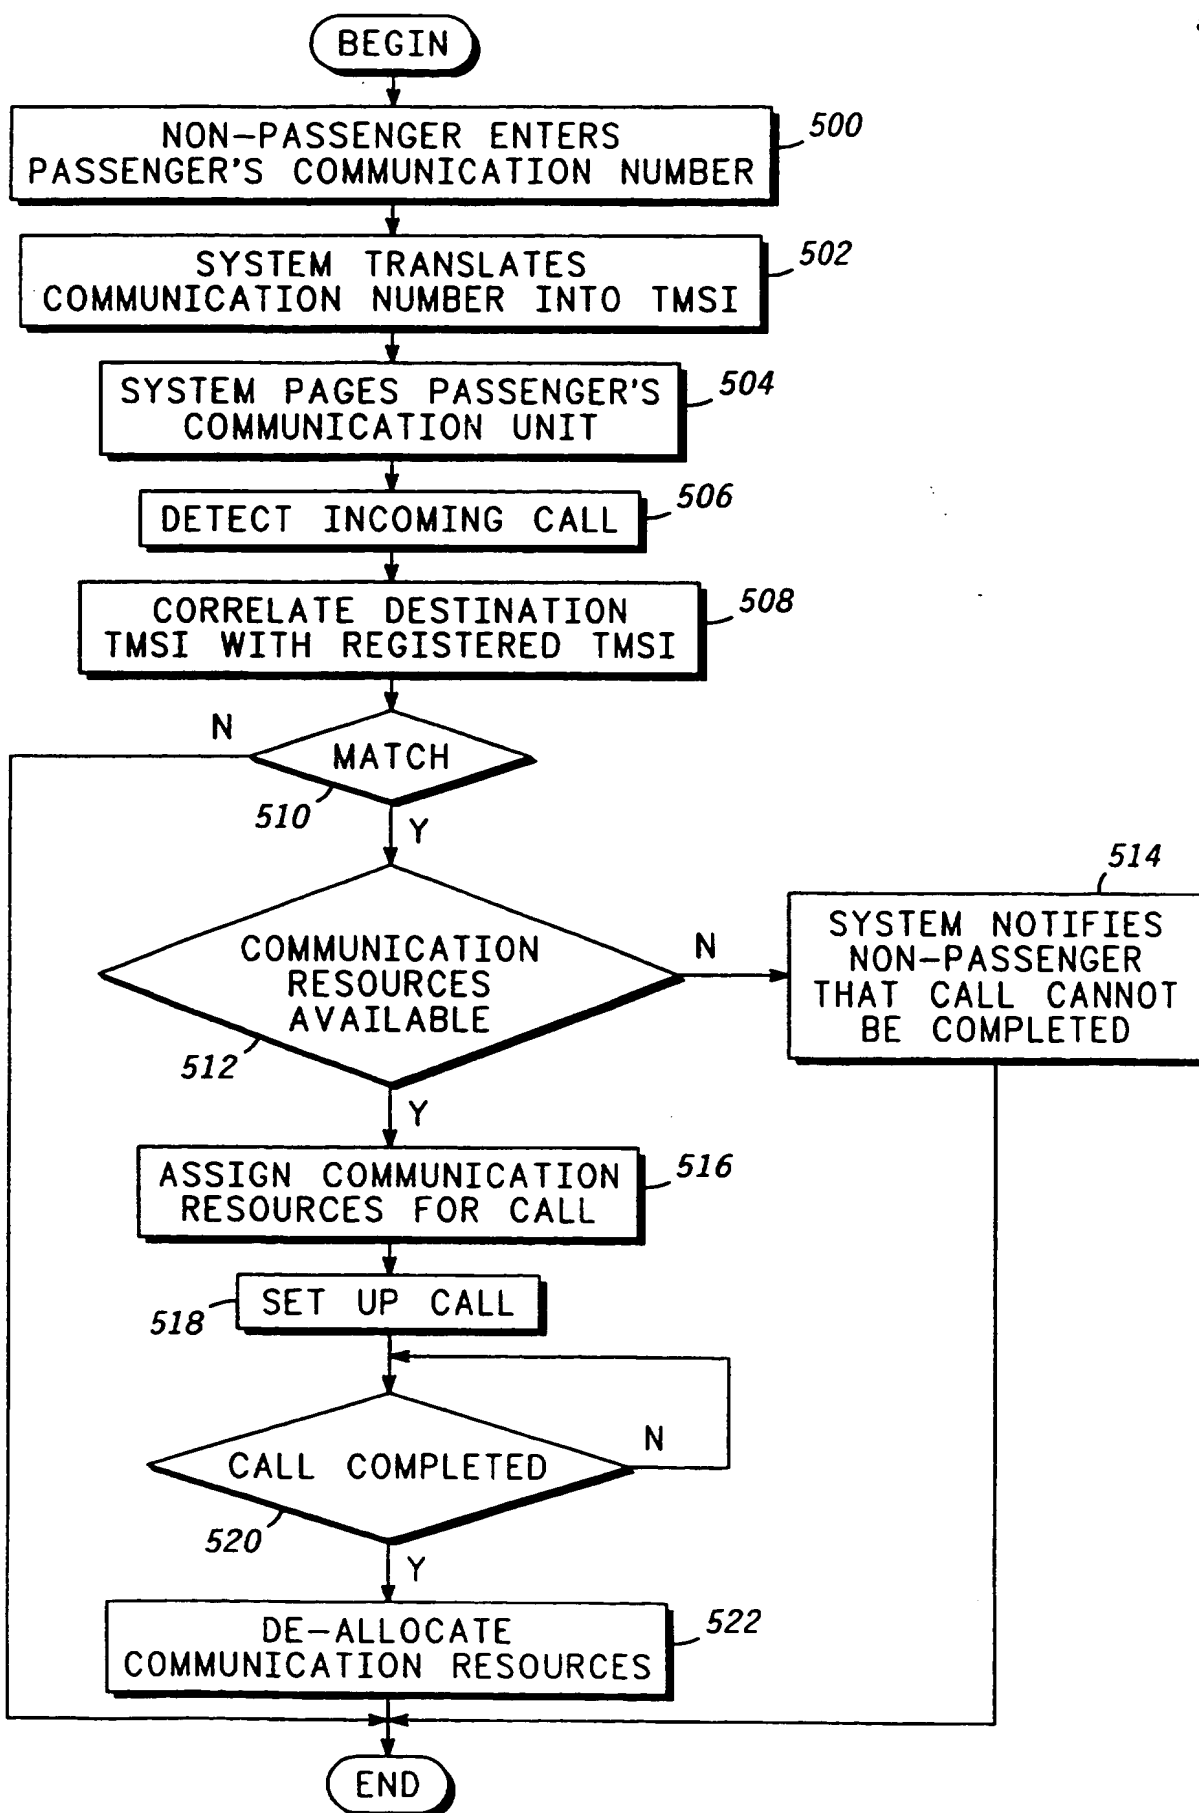 BEGIN
NON-PASSENGER ENTERS
PASSENGER'S COMMUNICATION NUMBER
500
SYSTEM TRANSLATES
COMMUNICATION NUMBER INTO TMSI
502
SYSTEM PAGES PASSENGER'S
COMMUNICATION UNIT
504
DETECT INCOMING CALL
506
CORRELATE DESTINATION
TMSI WITH REGISTERED TMSI
508
N
MATCH
510
Y
COMMUNICATION
RESOURCES
AVAILABLE
512
N
514
SYSTEM NOTIFIES
NON-PASSENGER
THAT CALL CANNOT
BE COMPLETED
Y
ASSIGN COMMUNICATION
RESOURCES FOR CALL
516
SET UP CALL
518
CALL COMPLETED
N
520
Y
DE-ALLOCATE
COMMUNICATION RESOURCES
522
END